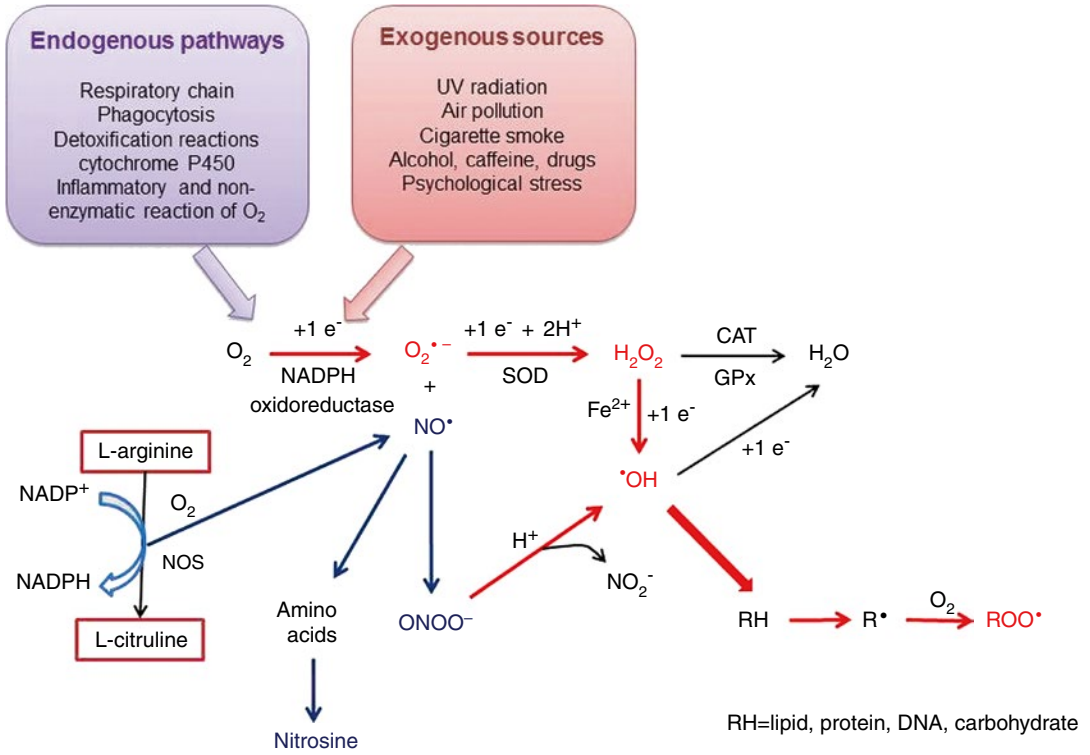 Endogenous pathways
Respiratory chain
Phagocytosis
Detoxification reactions
cytochrome P450
Inflammatory and non-
enzymatic reaction of O₂
Exogenous sources
UV radiation
Air pollution
Cigarette smoke
Alcohol, caffeine, drugs
Psychological stress
O₂
+1 e⁻
NADPH
oxidoreductase
O₂•⁻
+1 e⁻ + 2H⁺
SOD
H₂O₂
CAT
GPx
H₂O
+
NO•
Fe²⁺
+1 e⁻
•OH
+1 e⁻
L-arginine
NADP⁺
O₂
NOS
NADPH
L-citruline
Amino
acids
Nitrosine
ONOO⁻
H⁺
NO₂⁻
RH
R•
O₂
ROO•
RH=lipid, protein, DNA, carbohydrate